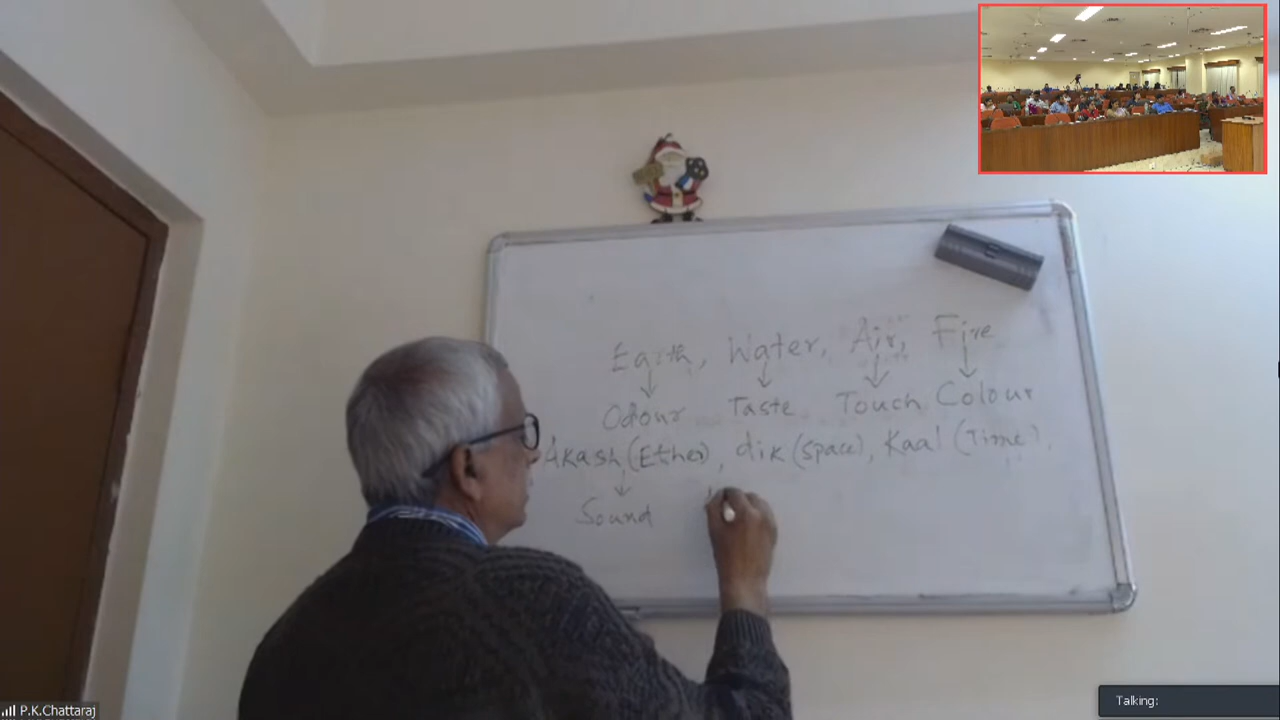 Earth, Water, Air, Fire
Odour Taste Touch Colour
Akash (Ether), dik (space), Kaal (Time),
Sound
P.K.Chattaraj
Talking: